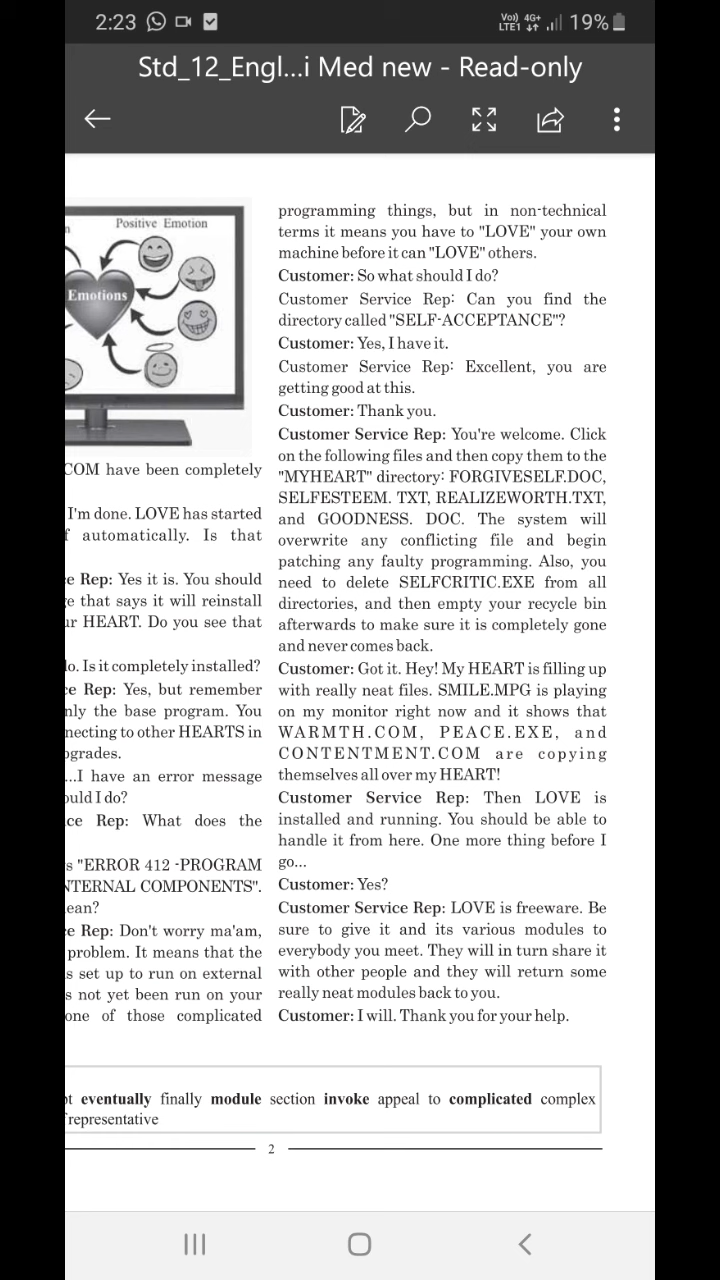 2:23
Vo)) 4G+
LTE1
19%
Std_12_Engl...i Med new - Read-only
Positive Emotion
Emotions
COM have been completely
I'm done. LOVE has started
automatically. Is that
Rep: Yes it is. You should
that says it will reinstall
HEART. Do you see that
Is it completely installed?
Rep: Yes, but remember
the base program. You
to other HEARTS in
...I have an error message
I do?
Rep: What does the
"ERROR 412 -PROGRAM
COMPONENTS".
Rep: Don't worry ma'am,
problem. It means that the
set up to run on external
not yet been run on your
one of those complicated
programming things, but in non-technical
terms it means you have to "LOVE" your own
machine before it can "LOVE" others.
Customer: So what should I do?
Customer Service Rep: Can you find the
directory called "SELF-ACCEPTANCE"?
Customer: Yes, I have it.
Customer Service Rep: Excellent, you are
getting good at this.
Customer: Thank you.
Customer Service Rep: You're welcome. Click
on the following files and then copy them to the
"MYHEART" directory: FORGIVESELF.DOC,
SELFESTEEM. TXT, REALIZEWORTH.TXT,
and GOODNESS. DOC. The system will
overwrite any conflicting file and begin
patching any faulty programming. Also, you
need to delete SELFCRITIC.EXE from all
directories, and then empty your recycle bin
afterwards to make sure it is completely gone
and never comes back.
Customer: Got it. Hey! My HEART is filling up
with really neat files. SMILE.MPG is playing
on my monitor right now and it shows that
WARMTH.COM, PEACE.EXE, and
CONTENTMENT.COM are copying
themselves all over my HEART!
Customer Service Rep: Then LOVE is
installed and running. You should be able to
handle it from here. One more thing before I
go...
Customer: Yes?
Customer Service Rep: LOVE is freeware. Be
sure to give it and its various modules to
everybody you meet. They will in turn share it
with other people and they will return some
really neat modules back to you.
Customer: I will. Thank you for your help.
eventually finally module section invoke appeal to complicated complex
representative
2